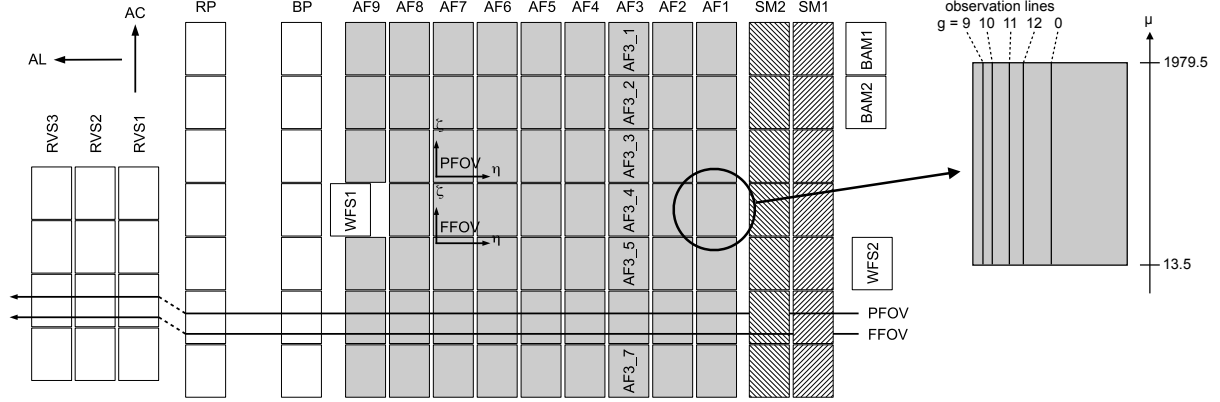 AC
AL
RVS3
RVS2
RVS1
RP
BP
AF9
AF8
AF7
AF6
AF5
AF4
AF3
AF2
AF1
SM2
SM1
AF3_1
AF3_2
AF3_3
AF3_4
AF3_5
AF3_7
ζ
PFOV
η
ζ
FFOV
η
WFS1
BAM1
BAM2
WFS2
PFOV
FFOV
observation lines
g = 9 10 11 12 0
μ
1979.5
13.5